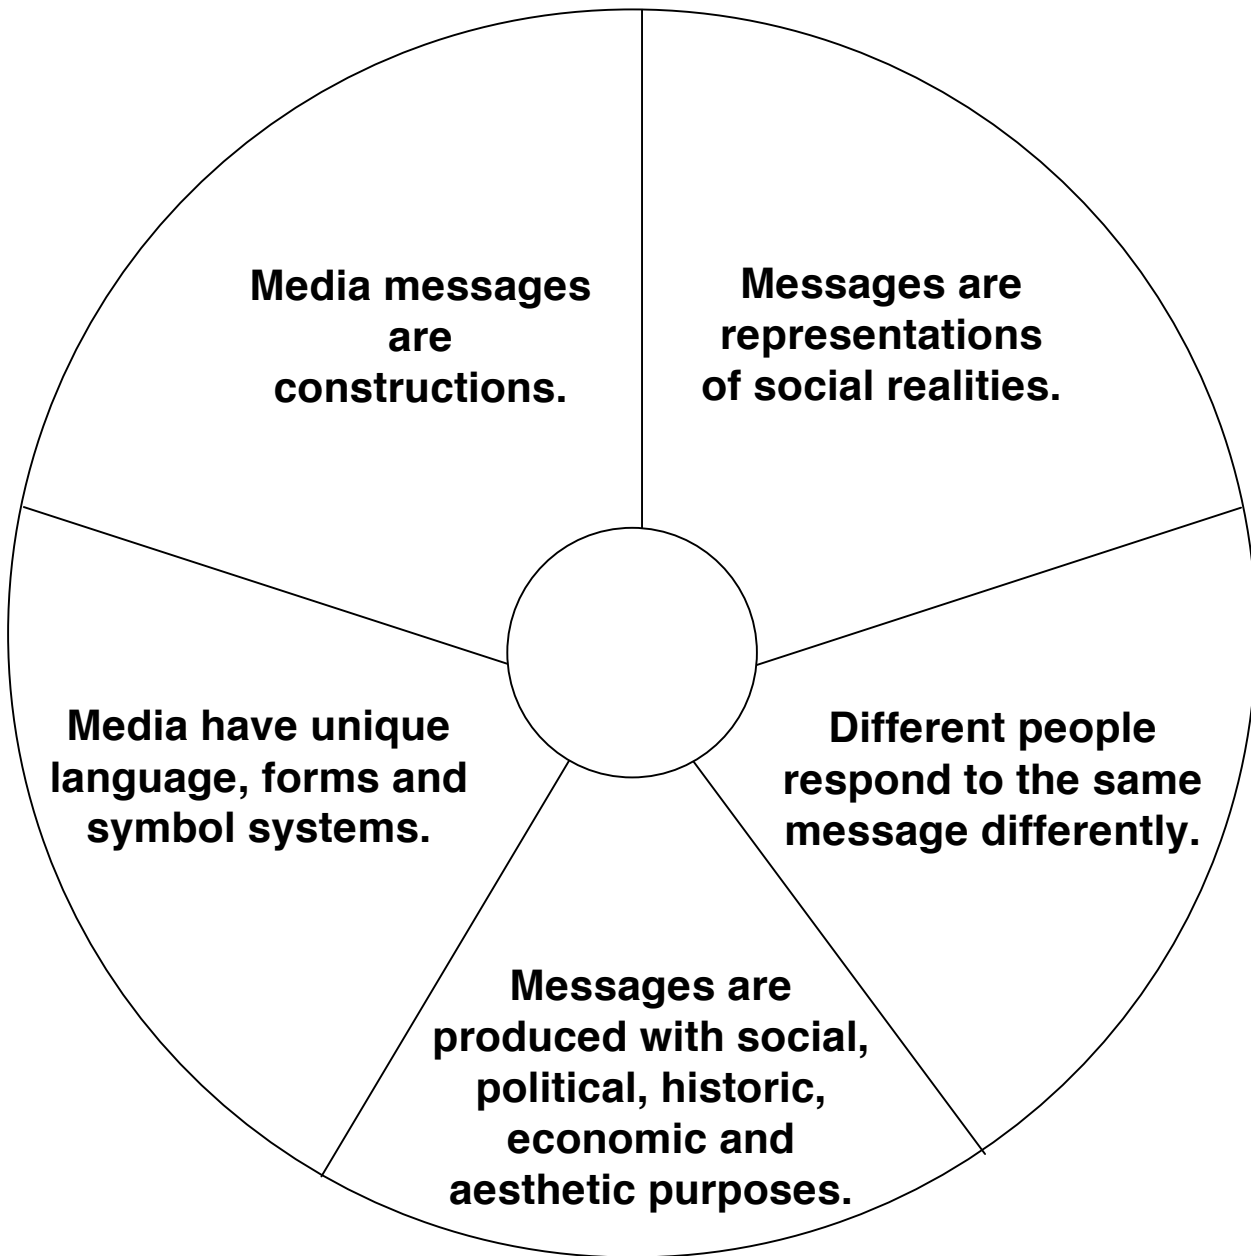 Media messages
are
constructions.
Messages are
representations
of social realities.
Media have unique
language, forms and
symbol systems.
Different people
respond to the same
message differently.
Messages are
produced with social,
political, historic,
economic and
aesthetic purposes.